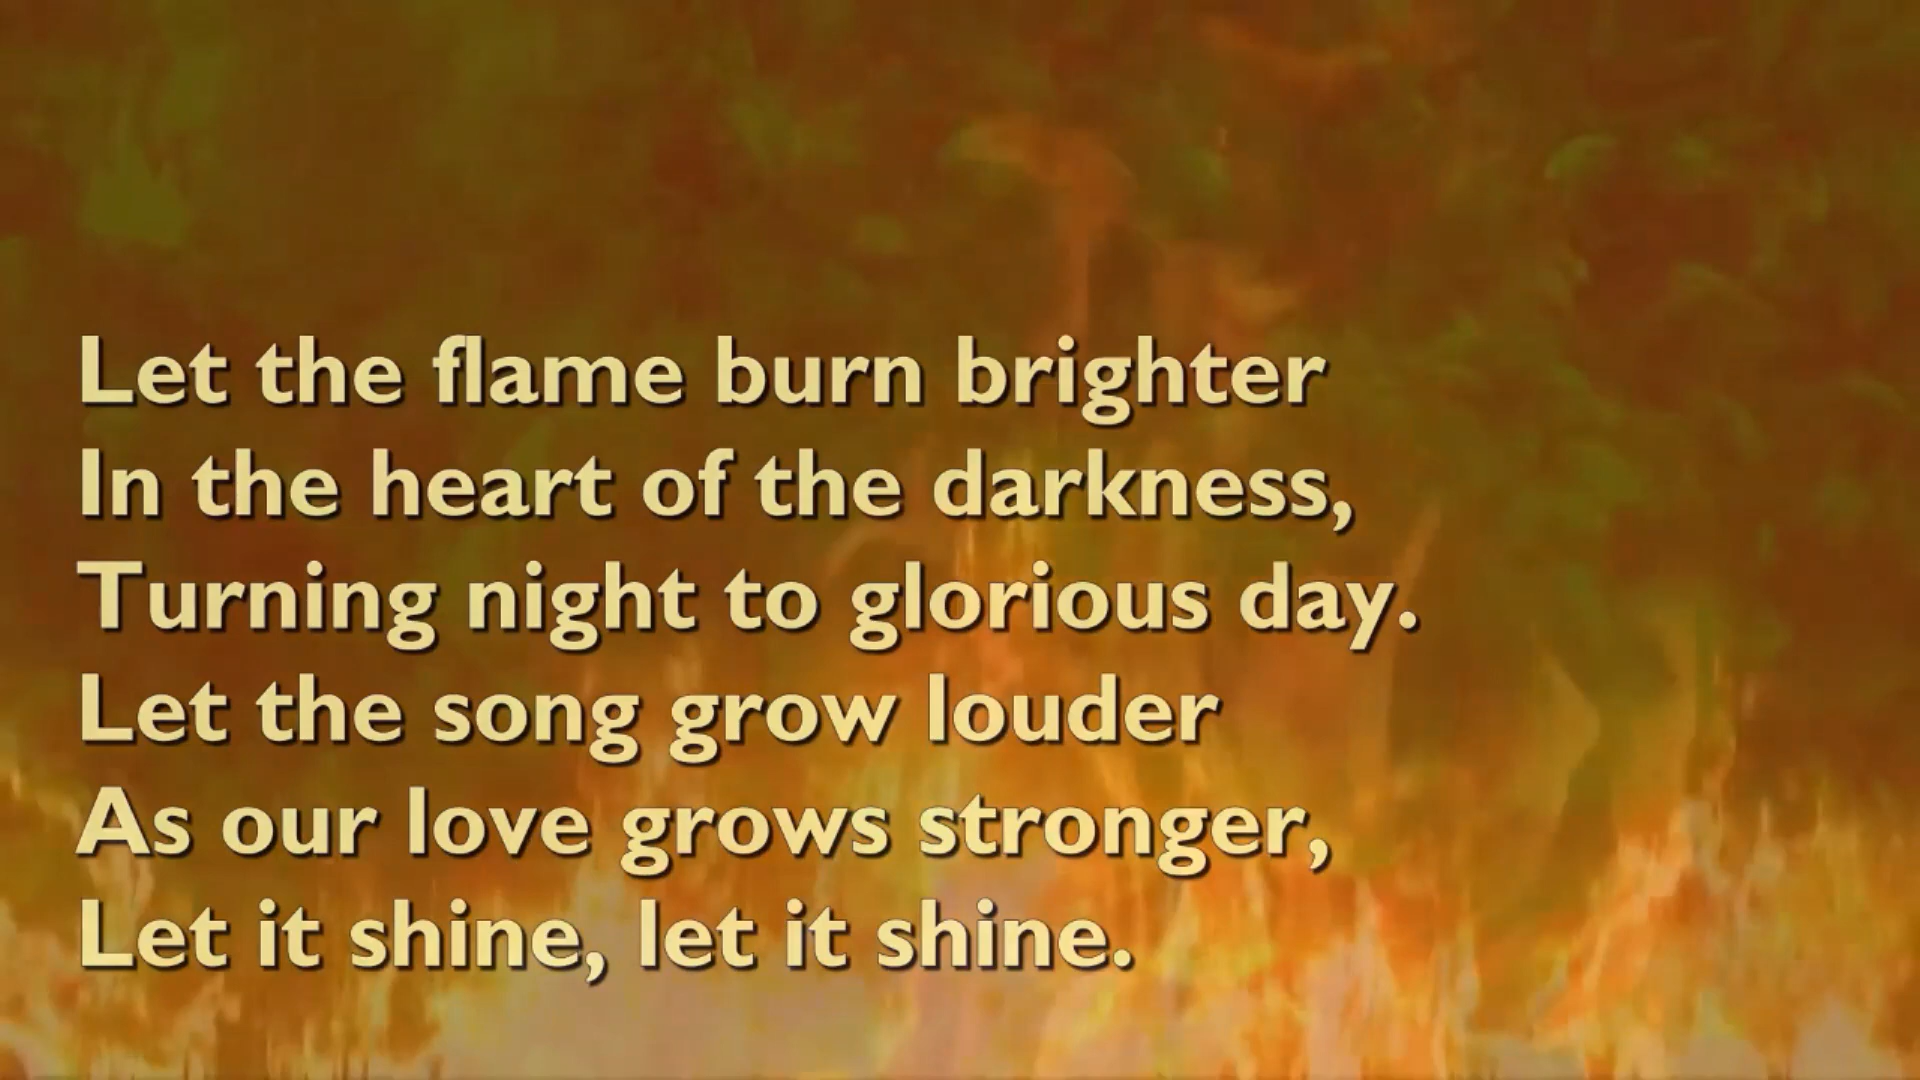 Let the flame burn brighter
In the heart of the darkness,
Turning night to glorious day.
Let the song grow louder
As our love grows stronger,
Let it shine, let it shine.